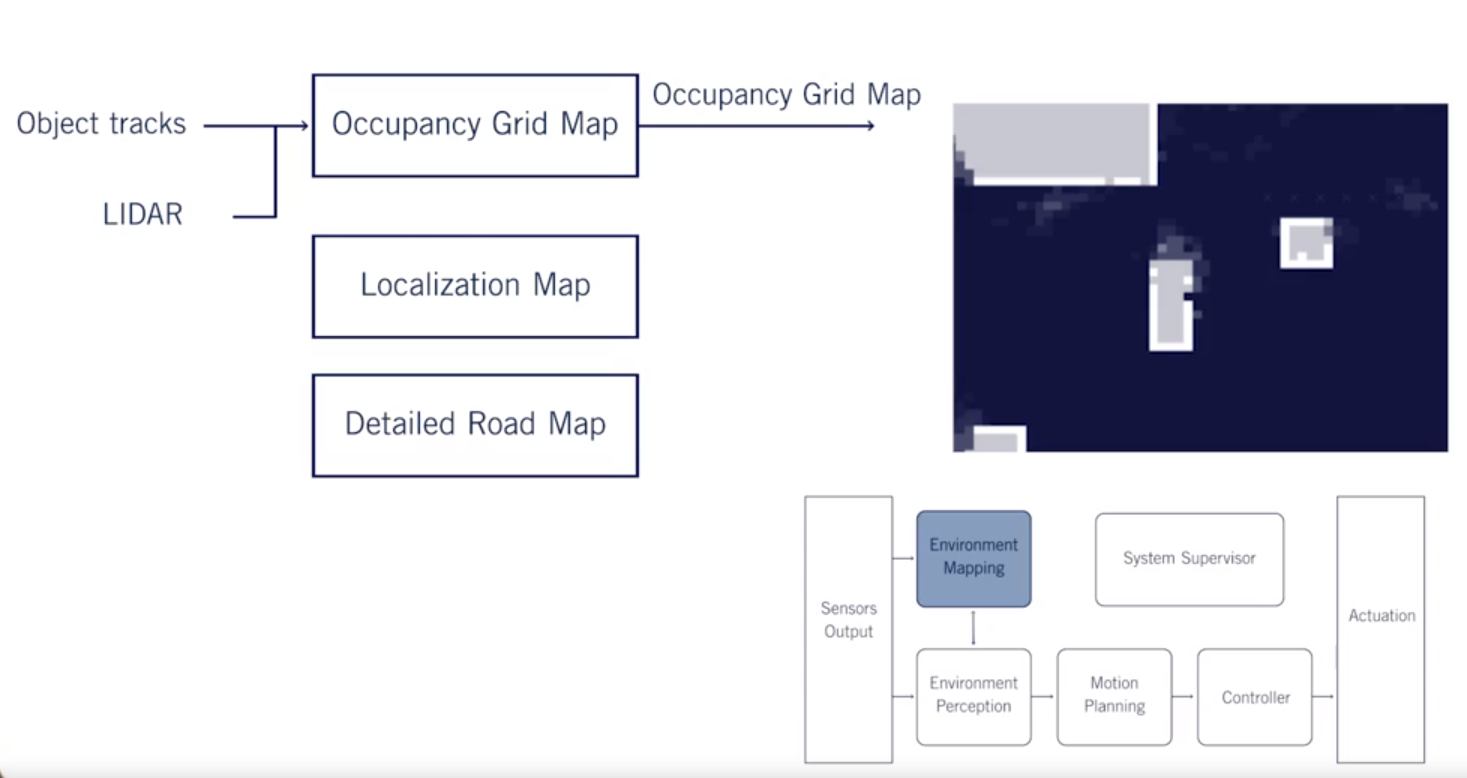 Object tracks
LIDAR
Occupancy Grid Map
Occupancy Grid Map
Localization Map
Detailed Road Map
Sensors
Output
Environment
Mapping
System Supervisor
Environment
Perception
Motion
Planning
Controller
Actuation